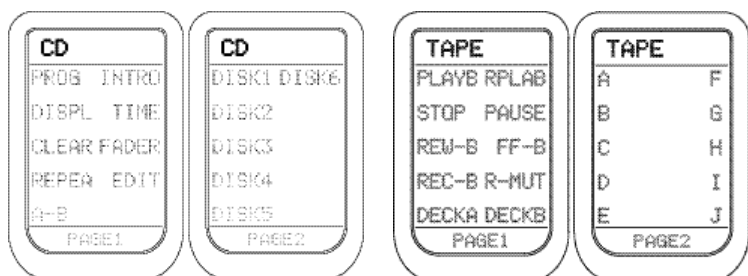 CD
PROG INTRO
DISPL TIME
CLEAR FADER
REPEA EDIT
A-B
PAGE1
CD
DISK1 DISK6
DISK2
DISK3
DISK4
DISK5
PAGE2
TAPE
PLAYB RPLAB
STOP PAUSE
REW-B FF-B
REC-B R-MUT
DECKA DECKB
PAGE1
TAPE
A F
B G
C H
D I
E J
PAGE2